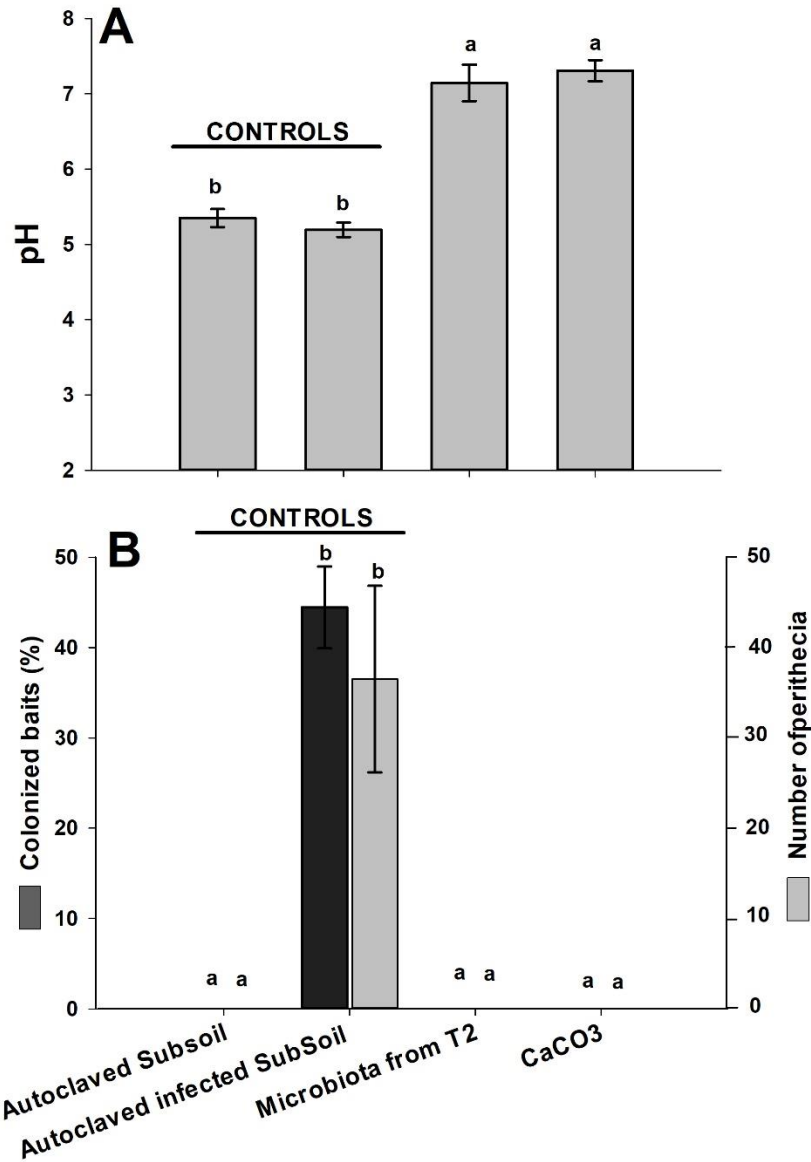 A
8
7
6
5
4
3
2
pH
CONTROLS
b
b
a
a
B
CONTROLS
50
40
30
20
10
0
Colonized baits (%)
50
40
30
20
10
0
Number ofperithecia
a a
b
b
a a
a a
Autoclaved Subsoil
Autoclaved infected SubSoil
Microbiota from T2
CaCO3